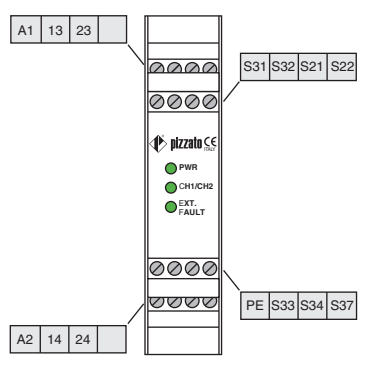 A1 13 23
S31 S32 S21 S22
pizzato CE
ITALY
PWR
CH1/CH2
EXT.
FAULT
PE S33 S34 S37
A2 14 24